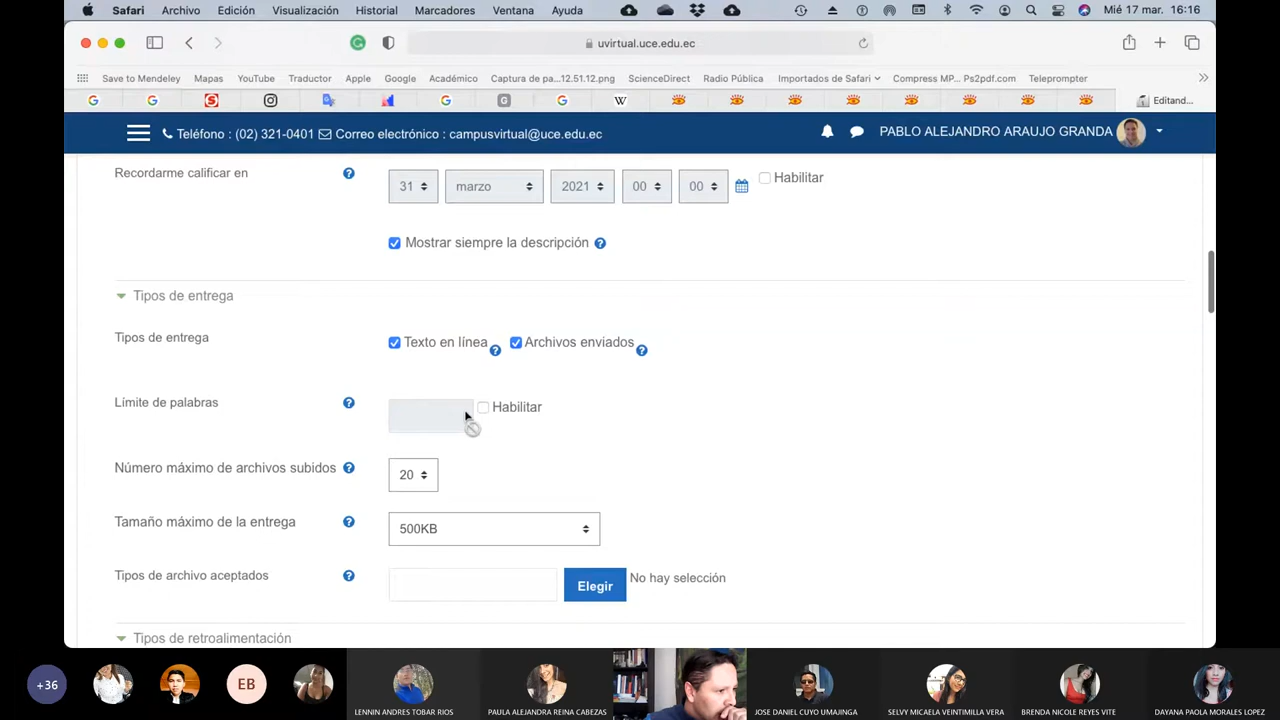 Safari Archivo Edición Visualización Historial Marcadores Ventana Ayuda Mié 17 mar. 16:16
uvirtual.uce.edu.ec
Save to Mendeley Mapas YouTube Traductor Apple Google Académico Captura de pa...12.51.12.png ScienceDirect Radio Pública Importados de Safari Compress MP... Ps2pdf.com Teleprompter
Editand...
Teléfono : (02) 321-0401 Correo electrónico : campusvirtual@uce.edu.ec PABLO ALEJANDRO ARAUJO GRANDA
Recordarme calificar en 31 marzo 2021 00 00 Habilitar
Mostrar siempre la descripción
Tipos de entrega
Tipos de entrega Texto en línea Archivos enviados
Límite de palabras Habilitar
Número máximo de archivos subidos 20
Tamaño máximo de la entrega 500KB
Tipos de archivo aceptados Elegir No hay selección
Tipos de retroalimentación
+36 EB
LENNIN ANDRES TOBAR RIOS PAULA ALEJANDRA REINA CABEZAS JOSE DANIEL CUYO UMAJINGA SELVY MICAELA VEINTIMILLA VERA BRENDA NICOLE REYES VITE DAYANA PAOLA MORALES LOPEZ